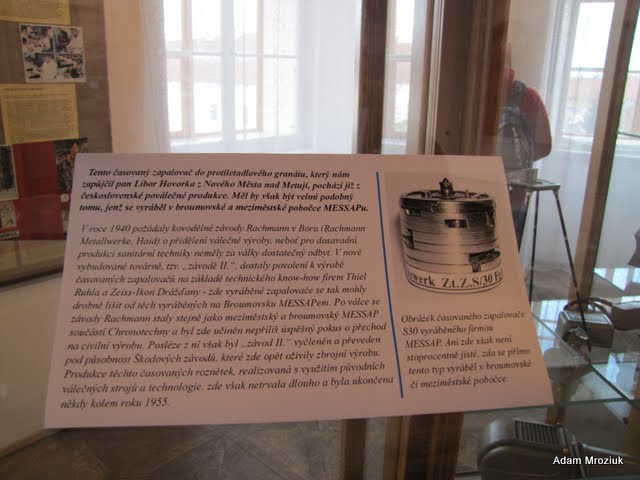 Tento časovaný zapalovač do protiletadlového granátu, který nám
zapůjčil pan Libor Hovorka z Nového Města nad Metují, pochází již z
československé poválečné produkce. Měl by však být velmi podobný
tomu, jenž se vyráběl v broumovské a meziměstské pobočce MESSAPu.
V roce 1940 požádaly kovodělné závody Rachmann v Boru (Rachmann
Metallwerke, Haid) o přidělení válečné výroby, neboť pro dosavadní
produkci sanitární techniky neměly za války dostatečný odbyt. V nově
vybudované továrně, tzv. „závodě II.", dostaly povolení k výrobě
časovaných zapalovačů na základě technického know-how firem Thiel
Ruhla a Zeiss-Ikon Drážďany - zde vyráběné zapalovače se tak mohly
drobně lišit od těch vyráběných na Broumovsku MESSAPem. Po válce se
závody Rachmann staly stejně jako meziměstský a broumovský MESSAP
součástí Chronotechny a byl zde učiněn nepříliš úspěšný pokus o přechod
na civilní výrobu. Posléze z ní však byl „závod II." vyčleněn a převeden
pod působnost Škodových závodů, které zde opět oživily zbrojní výrobu.
Produkce těchto časovaných roznětek, realizovaná s využitím původních
válečných strojů a technologie, zde však netrvala dlouho a byla ukončena
někdy kolem roku 1955.
werk Zt.Z.S/30
Obrázek časovaného zapalovače
S30 vyráběného firmou
MESSAP. Ani zde však není
stoprocentně jisté, zda se přímo
tento typ vyráběl v broumovské
či meziměstské pobočce.
Adam Mroziuk